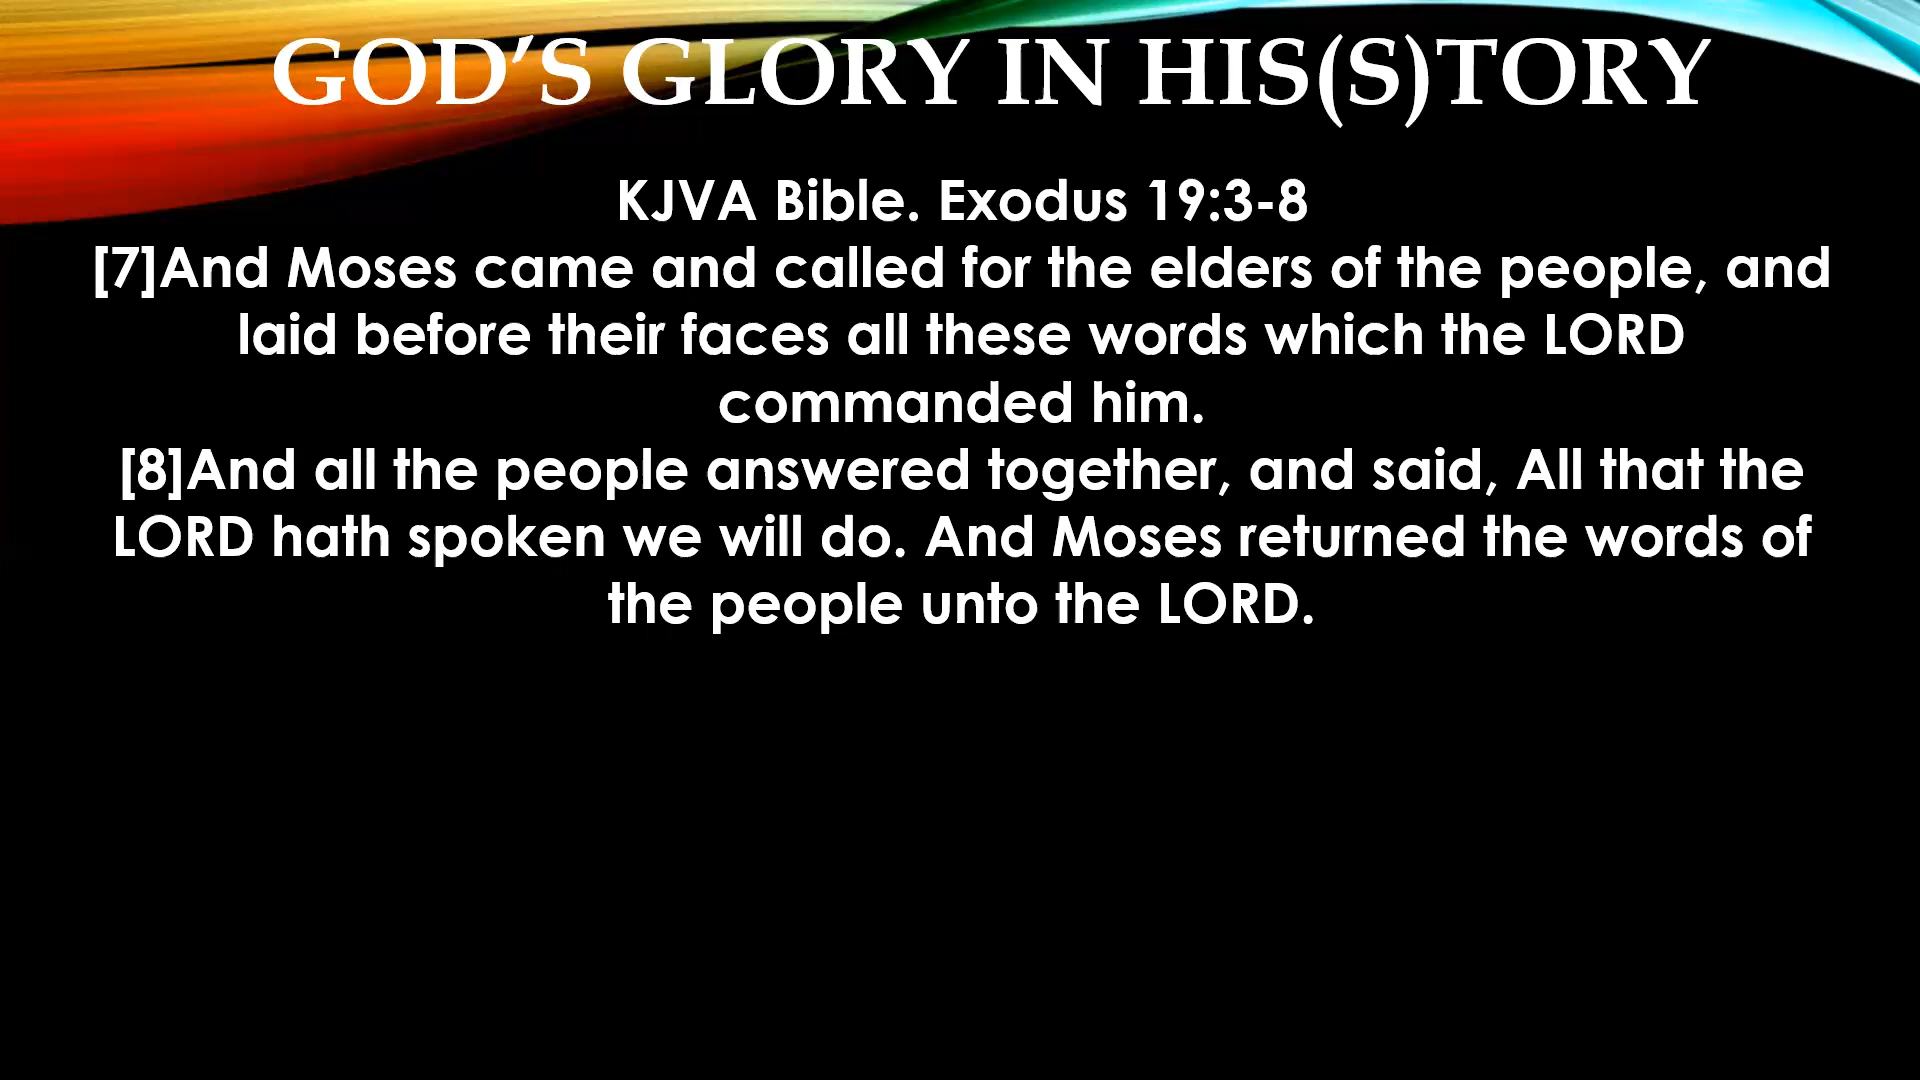 GOD’S GLORY IN HIS(S)TORY
KJVA Bible. Exodus 19:3-8
[7]And Moses came and called for the elders of the people, and
laid before their faces all these words which the LORD
commanded him.
[8]And all the people answered together, and said, All that the
LORD hath spoken we will do. And Moses returned the words of
the people unto the LORD.